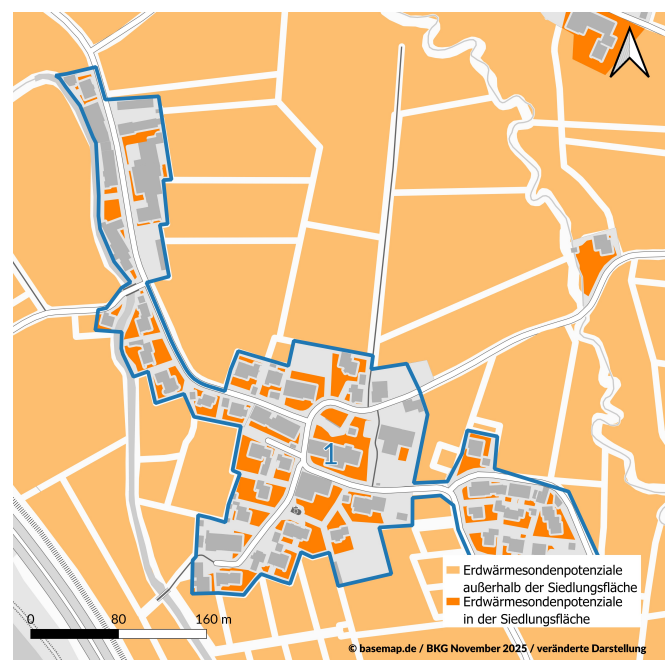 1
Erdwärmesondenpotenziale
außerhalb der Siedlungsfläche
Erdwärmesondenpotenziale
in der Siedlungsfläche
0 80 160 m
© basemap.de / BKG November 2025 / veränderte Darstellung